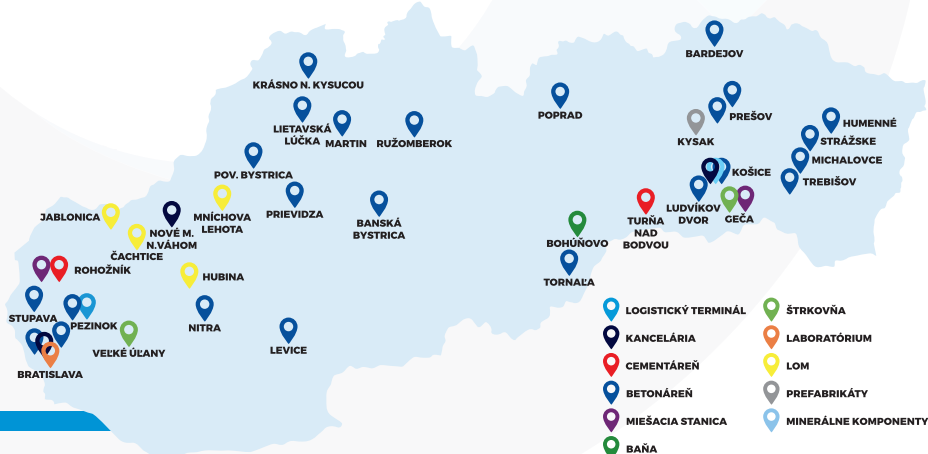 BARDEJOV
KRÁSNO N. KYSUCOU
POPRAD
PREŠOV
HUMENNÉ
LIETAVSKÁ
LÚČKA
MARTIN
RUŽOMBEROK
KYSAK
STRÁŽSKE
MICHALOVCE
POV. BYSTRICA
KOŠICE
TREBIŠOV
JABLONICA
MNÍCHOVA
LEHOTA
PRIEVIDZA
BANSKÁ
BYSTRICA
LUDVÍKOV
DVOR
GEČA
TURŇA
NAD
BODVOU
NOVÉ M.
N.VÁHOM
ČACHTICE
BOHÚŇOVO
ROHOŽNÍK
HUBINA
TORNAĽA
STUPAVA
PEZINOK
NITRA
VEĽKÉ ÚĽANY
LEVICE
BRATISLAVA
LOGISTICKÝ TERMINÁL
KANCELÁRIA
CEMENTÁREŇ
BETONÁREŇ
MIEŠACIA STANICA
BAŇA
ŠTRKOVŇA
LABORATÓRIUM
LOM
PREFABRIKÁTY
MINERÁLNE KOMPONENTY